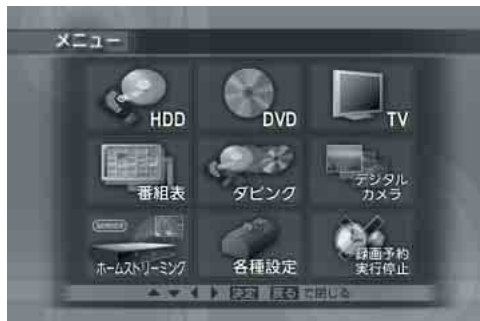 メニュー
HDD
DVD
TV
番組表
ダビング
デジタル
カメラ
ホームストリーミング
各種設定
録画予約
実行停止
▲ ▼ ◀ ▶ 決定 戻る で閉じる